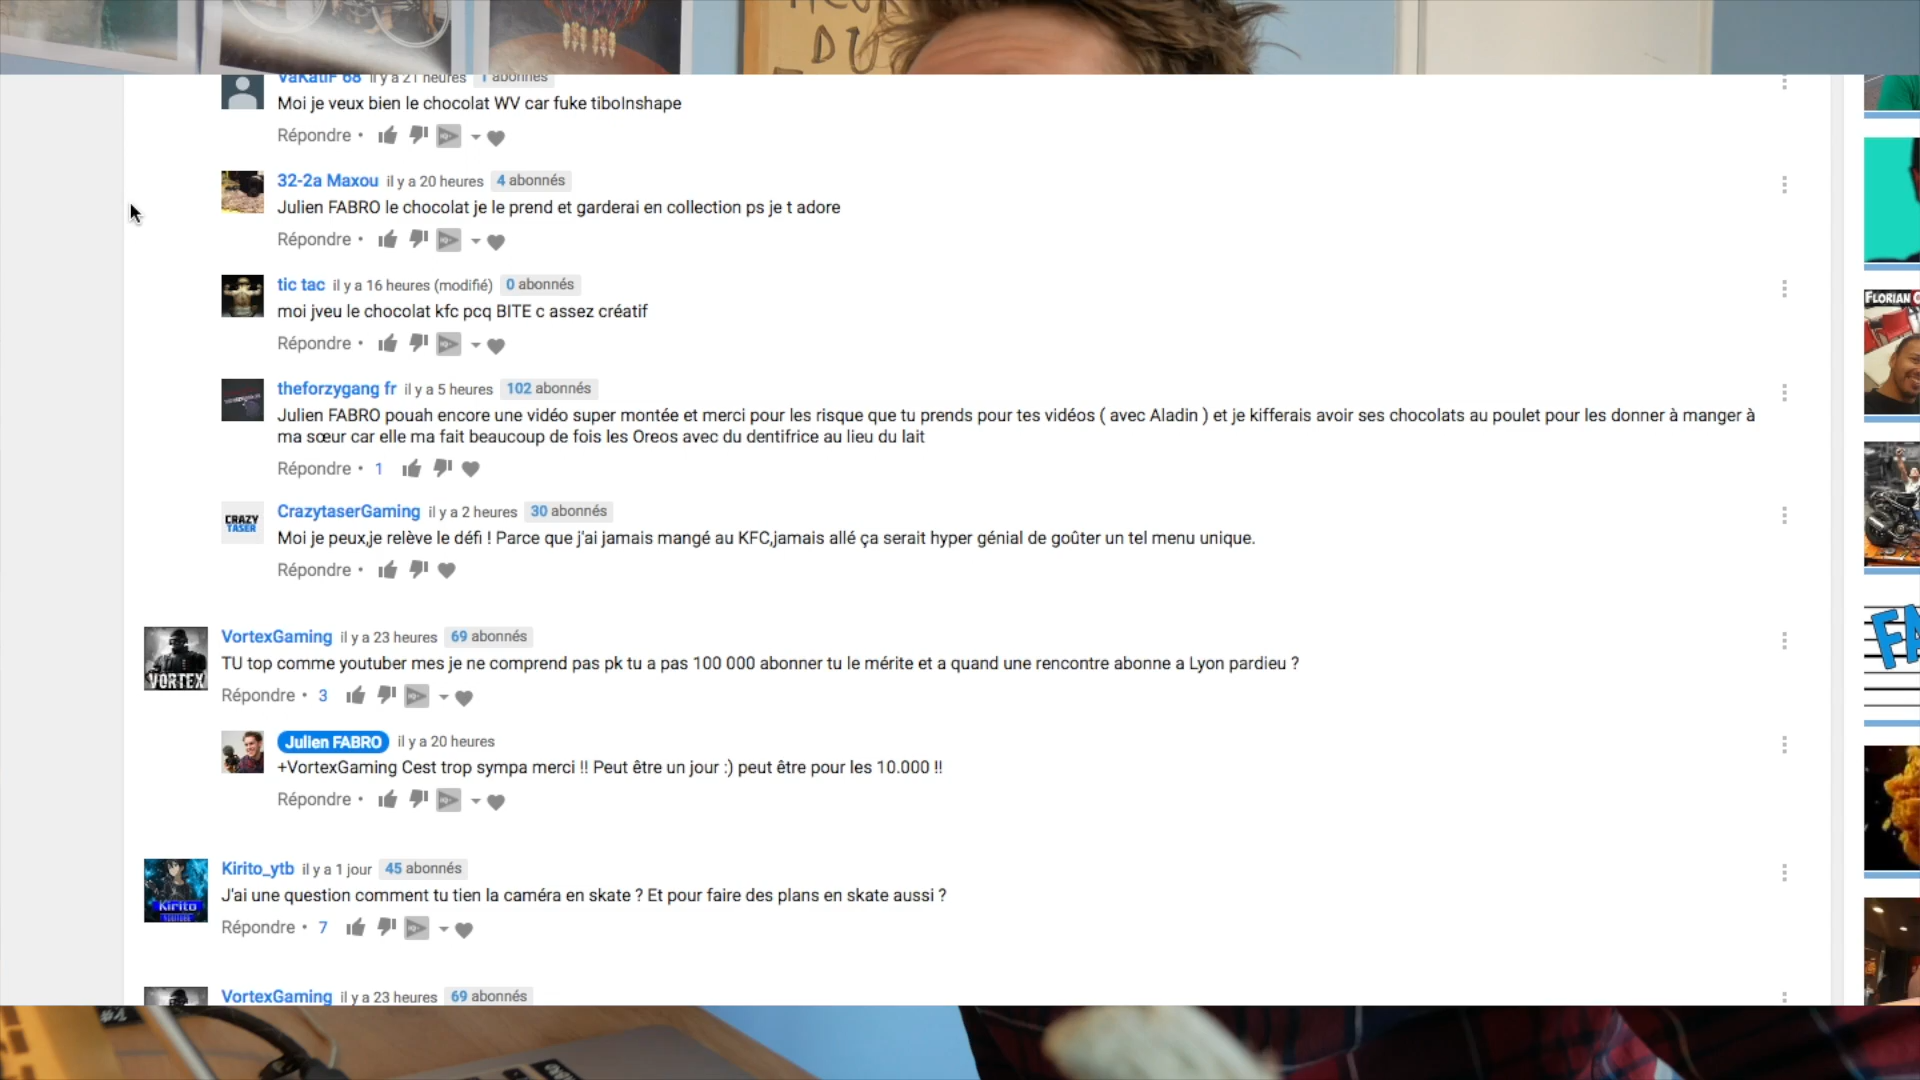 DU
VaKatiF 68 il y a 21 heures 1 abonnés
Moi je veux bien le chocolat WV car fuke tiboInshape
Répondre •
32-2a Maxou il y a 20 heures 4 abonnés
Julien FABRO le chocolat je le prend et garderai en collection ps je t adore
Répondre •
tic tac il y a 16 heures (modifié) 0 abonnés
moi jveu le chocolat kfc pcq BITE c assez créatif
Répondre •
theforzygang fr il y a 5 heures 102 abonnés
Julien FABRO pouah encore une vidéo super montée et merci pour les risque que tu prends pour tes vidéos ( avec Aladin ) et je kifferais avoir ses chocolats au poulet pour les donner à manger à
ma sœur car elle ma fait beaucoup de fois les Oreos avec du dentifrice au lieu du lait
Répondre • 1
CRAZY
TASER
CrazytaserGaming il y a 2 heures 30 abonnés
Moi je peux,je relève le défi ! Parce que j'ai jamais mangé au KFC,jamais allé ça serait hyper génial de goûter un tel menu unique.
Répondre •
VORTEX
VortexGaming il y a 23 heures 69 abonnés
TU top comme youtuber mes je ne comprend pas pk tu a pas 100 000 abonner tu le mérite et a quand une rencontre abonne a Lyon pardieu ?
Répondre • 3
Julien FABRO il y a 20 heures
+VortexGaming Cest trop sympa merci !! Peut être un jour :) peut être pour les 10.000 !!
Répondre •
Kirito
Kirito_ytb il y a 1 jour 45 abonnés
J'ai une question comment tu tien la caméra en skate ? Et pour faire des plans en skate aussi ?
Répondre • 7
VortexGaming il y a 23 heures 69 abonnés
FLORIAN
FA